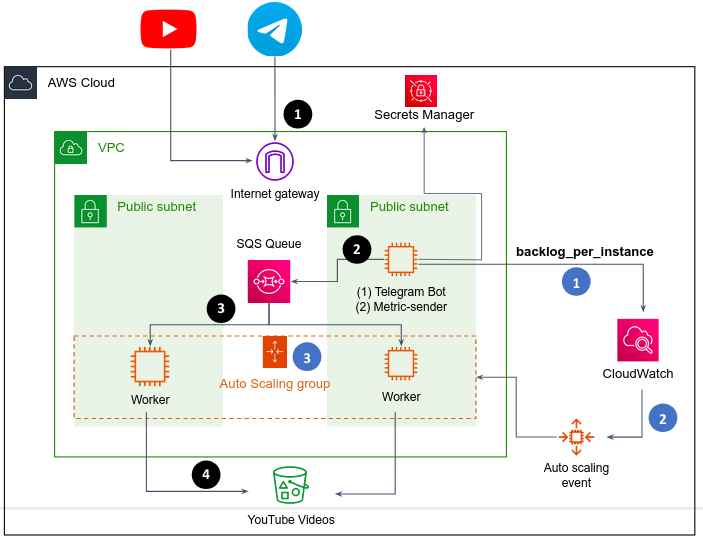 AWS Cloud
1
Secrets Manager
VPC
Internet gateway
Public subnet
Public subnet
SQS Queue
2
backlog_per_instance
1
(1) Telegram Bot
(2) Metric-sender
3
3
Auto Scaling group
Worker
Worker
CloudWatch
2
Auto scaling
event
4
YouTube Videos